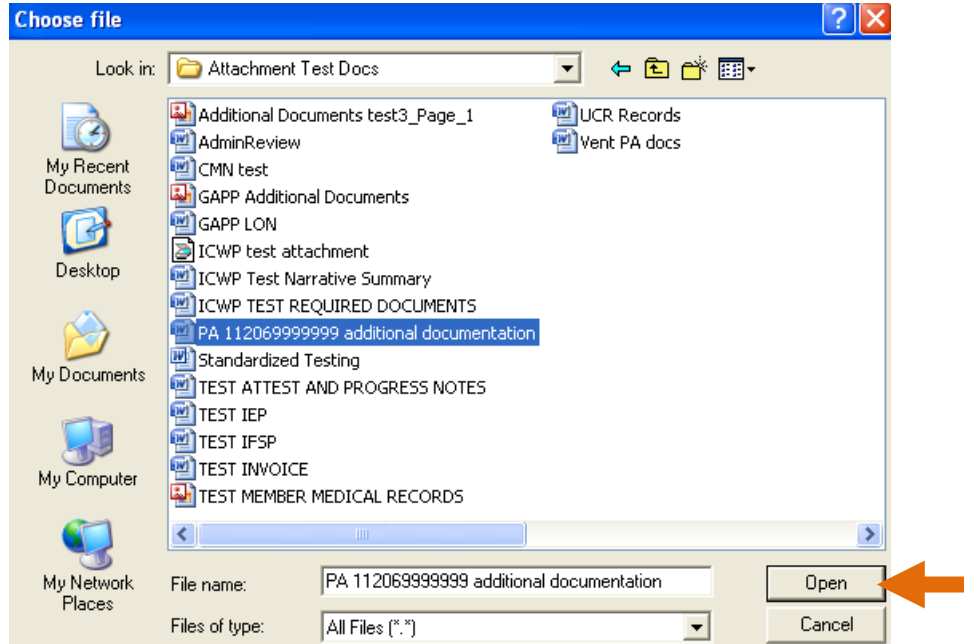 Choose file
Look in: Attachment Test Docs
My Recent
Documents
Desktop
My Documents
My Computer
My Network
Places
Additional Documents test3_Page_1
AdminReview
CMN test
GAPP Additional Documents
GAPP LON
ICWP test attachment
ICWP Test Narrative Summary
ICWP TEST REQUIRED DOCUMENTS
PA 112069999999 additional documentation
Standardized Testing
TEST ATTEST AND PROGRESS NOTES
TEST IEP
TEST IFSP
TEST INVOICE
TEST MEMBER MEDICAL RECORDS
UCR Records
Vent PA docs
File name: PA 112069999999 additional documentation Open
Files of type: All Files (*.*) Cancel